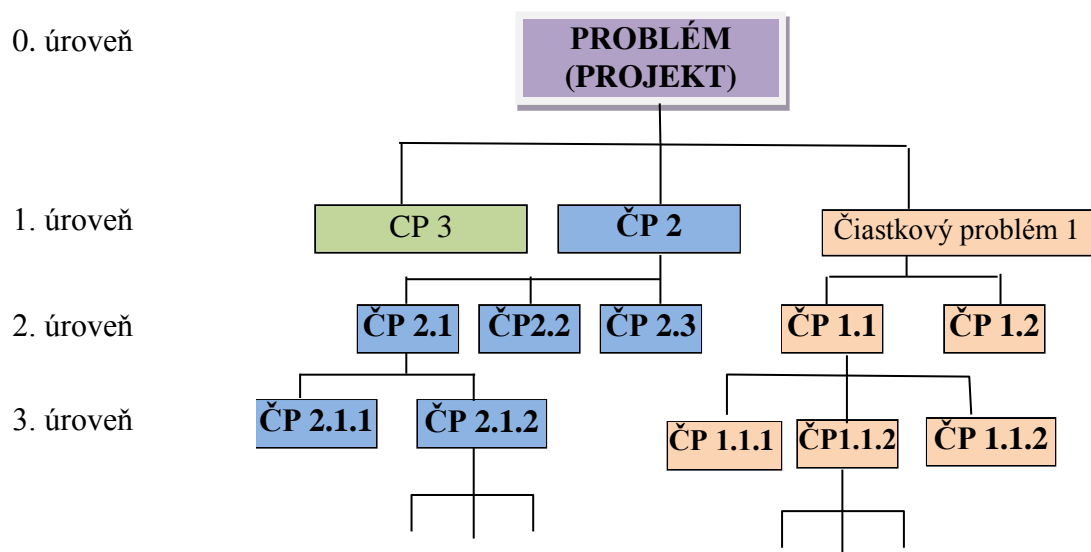 0. úroveň
PROBLÉM
(PROJEKT)
1. úroveň
CP 3
ČP 2
Čiastkový problém 1
2. úroveň
ČP 2.1
ČP2.2
ČP 2.3
ČP 1.1
ČP 1.2
3. úroveň
ČP 2.1.1
ČP 2.1.2
ČP 1.1.1
ČP1.1.2
ČP 1.1.2